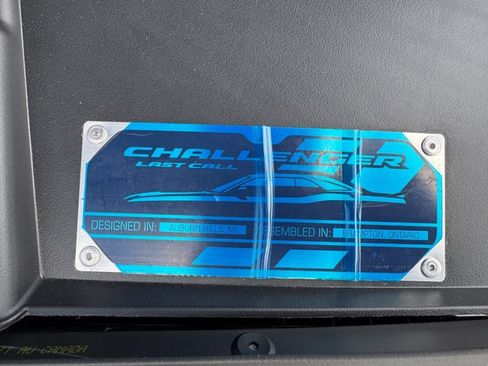 CHALLENGER
LAST CALL
DESIGNED IN: AUBURN HILLS, MI ASSEMBLED IN: BRAMPTON, ONTARIO